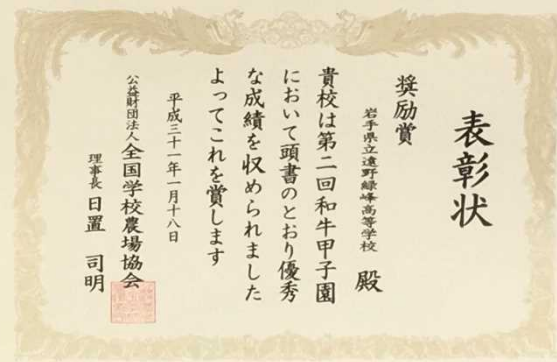 表彰状
奨励賞
岩手県立遠野緑峰高等学校 殿
貴校は第二回和牛甲子園
において頭書のとおり優秀
な成績を収められました
よってこれを賞します
平成三十一年一月十八日
公益財団法人全国学校農場協会
理事長 日置 司明